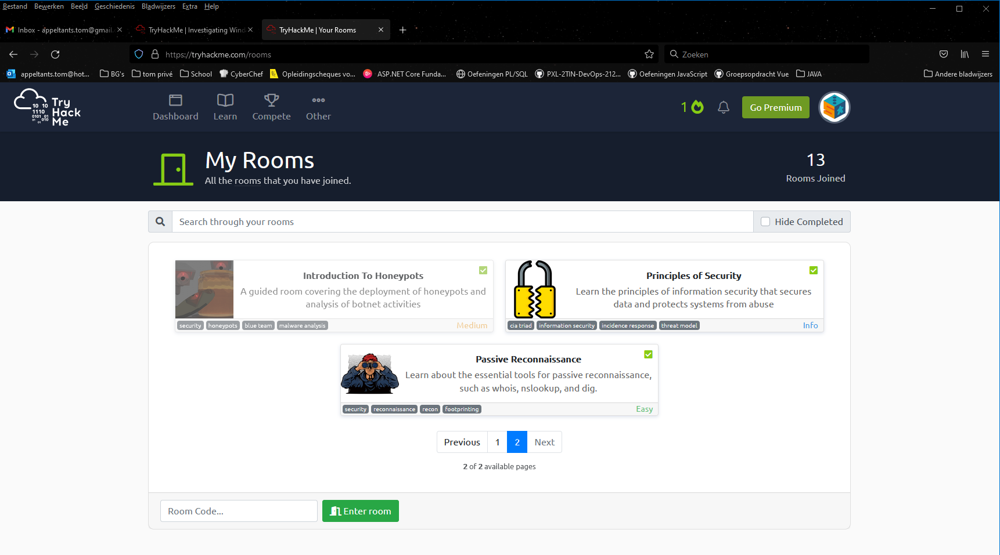 Bestand Bewerken Beeld Geschiedenis Bladwijzers Extra Help
Inbox - appeltants.tom@gmail. TryHackMe | Investigating Wind TryHackMe | Your Rooms
https://tryhackme.com/rooms Zoeken
appeltants.tom@hot... BG's tom privé School CyberChef Opleidingscheques vo... ASP.NET Core Funda... Oefeningen PL/SQL PXL-2TIN-DevOps-212... Oefeningen JavaScript Groepsopdracht Vue JAVA Andere bladwijzers
Try
Hack
Me
10 10
1110
0101 01
01 01
01
Dashboard Learn Compete Other
1 Go Premium
My Rooms
All the rooms that you have joined.
13
Rooms Joined
Search through your rooms Hide Completed
Introduction To Honeypots
A guided room covering the deployment of honeypots and
analysis of botnet activities
security honeypots blue team malware analysis Medium
Principles of Security
Learn the principles of information security that secures
data and protects systems from abuse
cia triad information security incidence response threat model Info
Passive Reconnaissance
Learn about the essential tools for passive reconnaissance,
such as whois, nslookup, and dig.
security reconnaissance recon footprinting Easy
Previous 1 2 Next
2 of 2 available pages
Room Code... Enter room